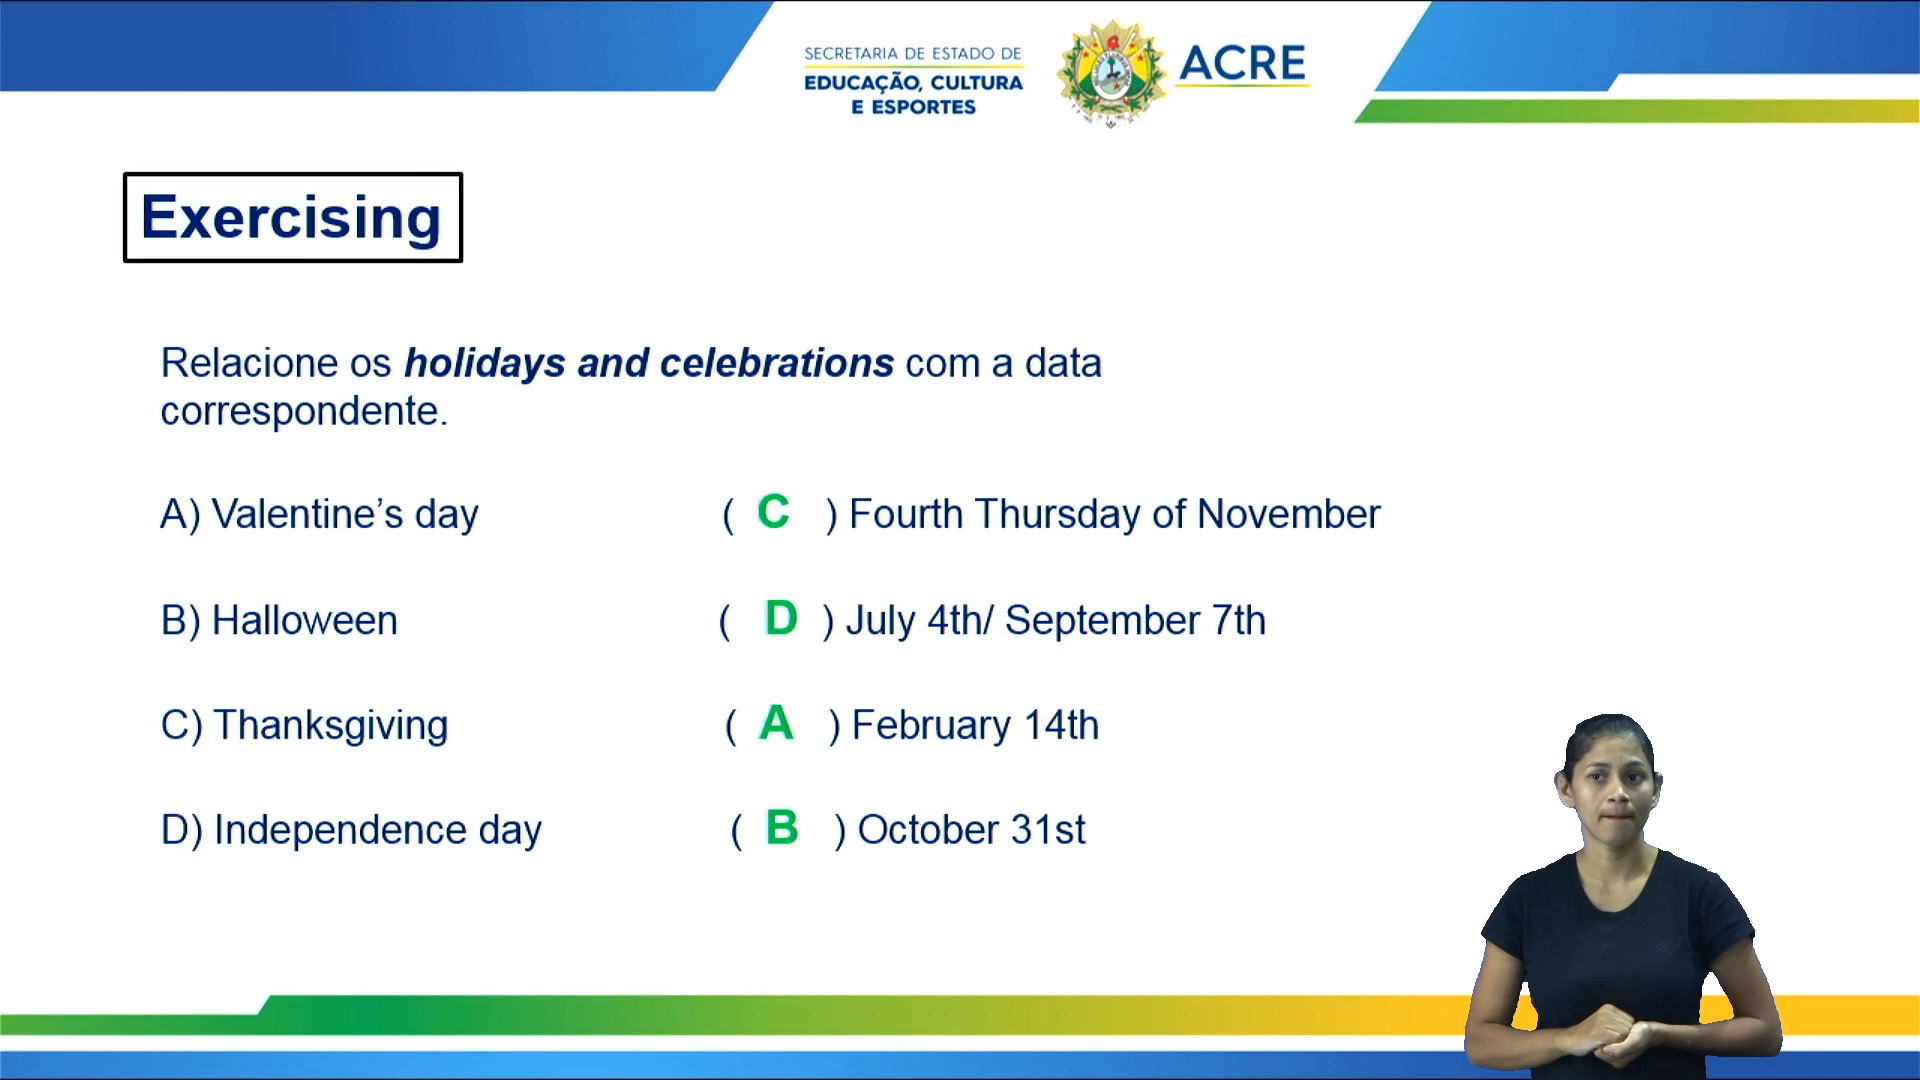 SECRETARIA DE ESTADO DE
EDUCAÇÃO, CULTURA
E ESPORTES
ACRE
Exercising
Relacione os holidays and celebrations com a data
correspondente.
A) Valentine’s day ( C ) Fourth Thursday of November
B) Halloween ( D ) July 4th/ September 7th
C) Thanksgiving ( A ) February 14th
D) Independence day ( B ) October 31st